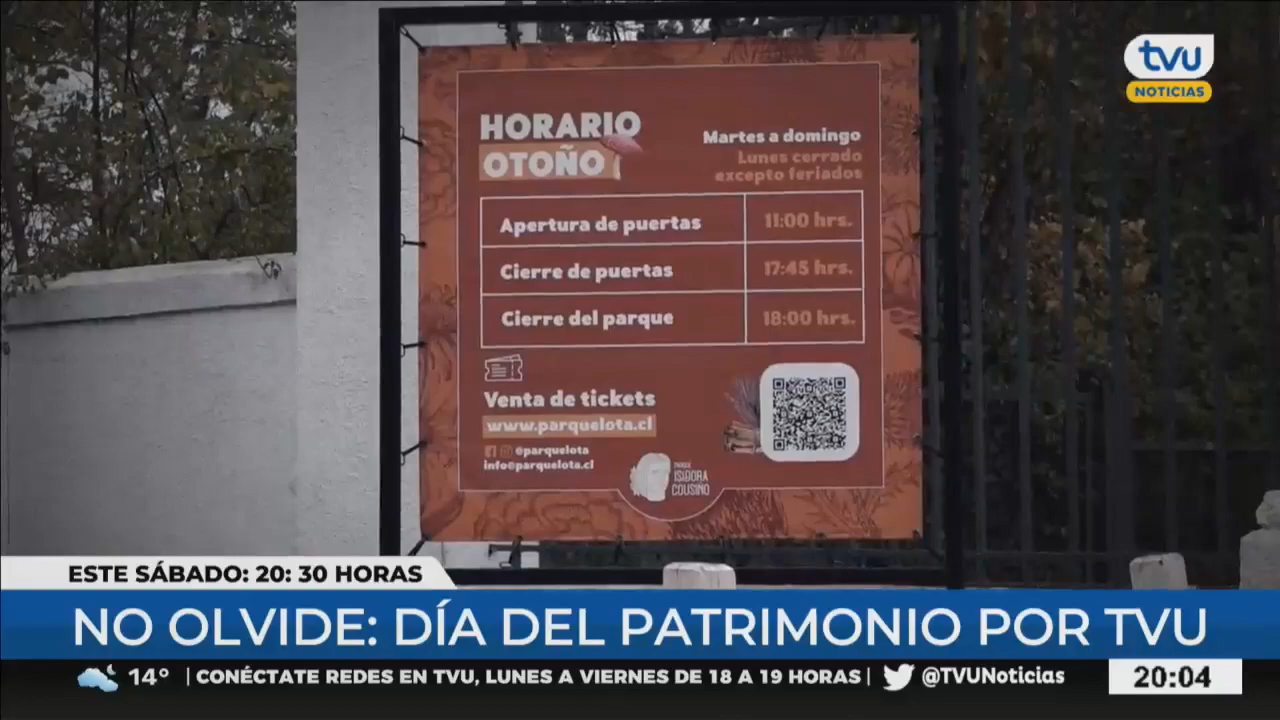 tvu
NOTICIAS
HORARIO
OTOÑO
Martes a domingo
Lunes cerrado
excepto feriados
Apertura de puertas 11:00 hrs.
Cierre de puertas 17:45 hrs.
Cierre del parque 18:00 hrs.
Venta de tickets
www.parquelota.cl
@parquelota
info@parquelota.cl
PARQUE
ISIDORA
COUSIÑO
ESTE SÁBADO: 20: 30 HORAS
NO OLVIDE: DÍA DEL PATRIMONIO POR TVU
14° | CONÉCTATE REDES EN TVU, LUNES A VIERNES DE 18 A 19 HORAS | @TVUNoticias
20:04